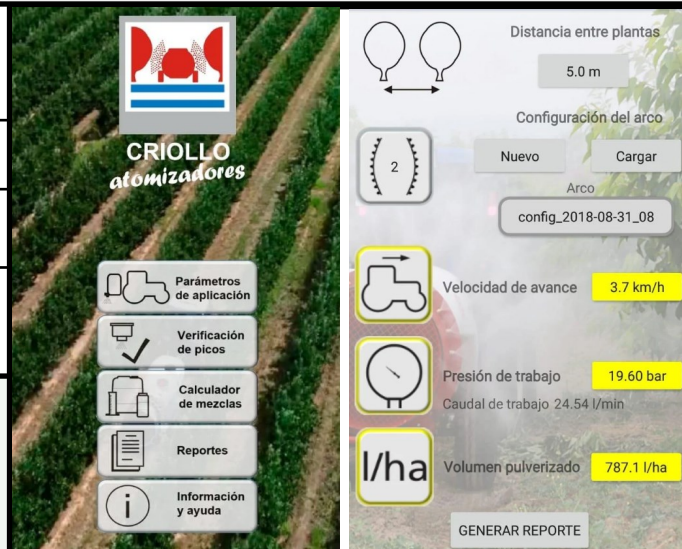 CRIOLLO
atomizadores
Parámetros
de aplicación
Verificación
de picos
Calculador
de mezclas
Reportes
i
Información
y ayuda
Distancia entre plantas
5.0 m
Configuración del arco
2
Nuevo
Cargar
Arco
config_2018-08-31_08
Velocidad de avance
3.7 km/h
Presión de trabajo
19.60 bar
Caudal de trabajo 24.54 l/min
l/ha
Volumen pulverizado
787.1 l/ha
GENERAR REPORTE